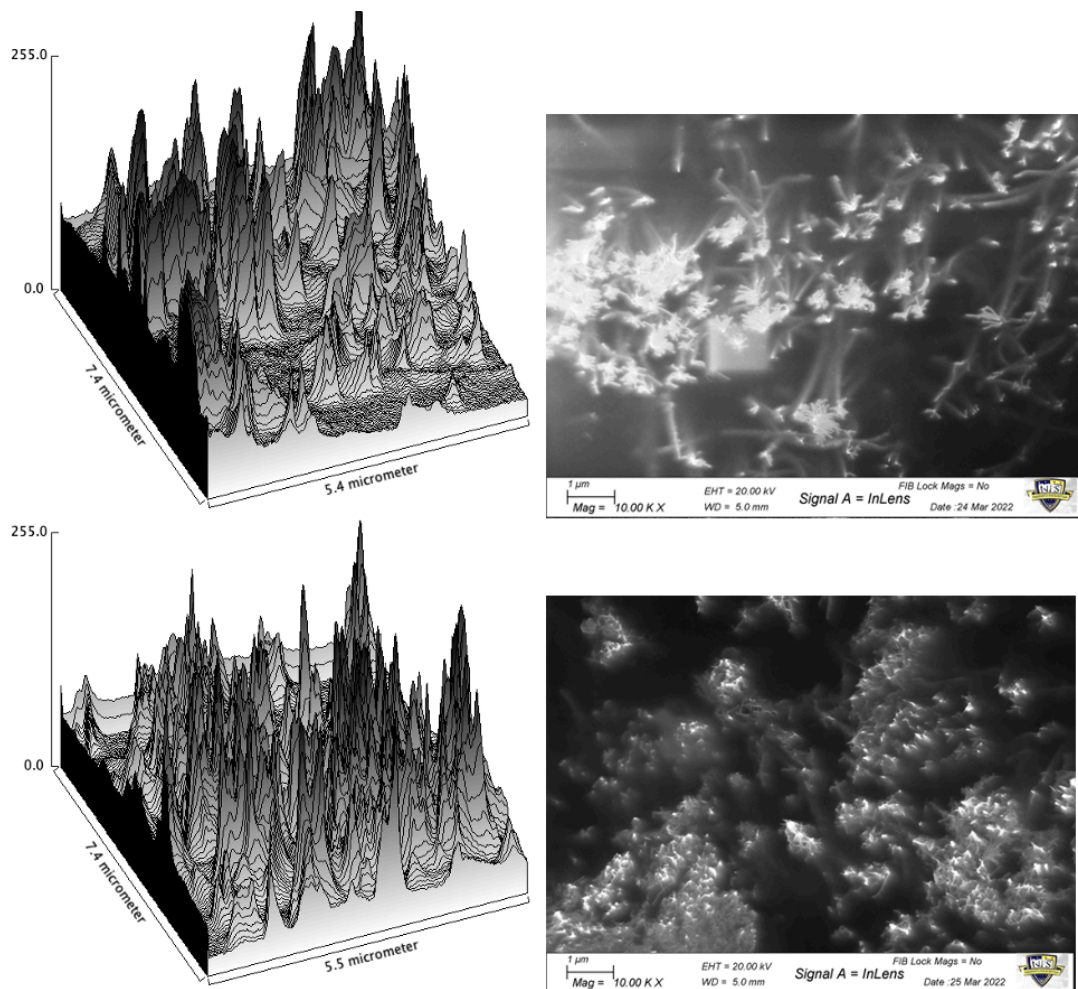 255.0
0.0
7.4 micrometer
5.4 micrometer
1 µm
Mag = 10.00 K X
EHT = 20.00 kV
WD = 5.0 mm
Signal A = InLens
FIB Lock Mags = No
Date :24 Mar 2022
255.0
0.0
7.4 micrometer
5.5 micrometer
1 µm
Mag = 10.00 K X
EHT = 20.00 kV
WD = 5.0 mm
Signal A = InLens
FIB Lock Mags = No
Date :25 Mar 2022